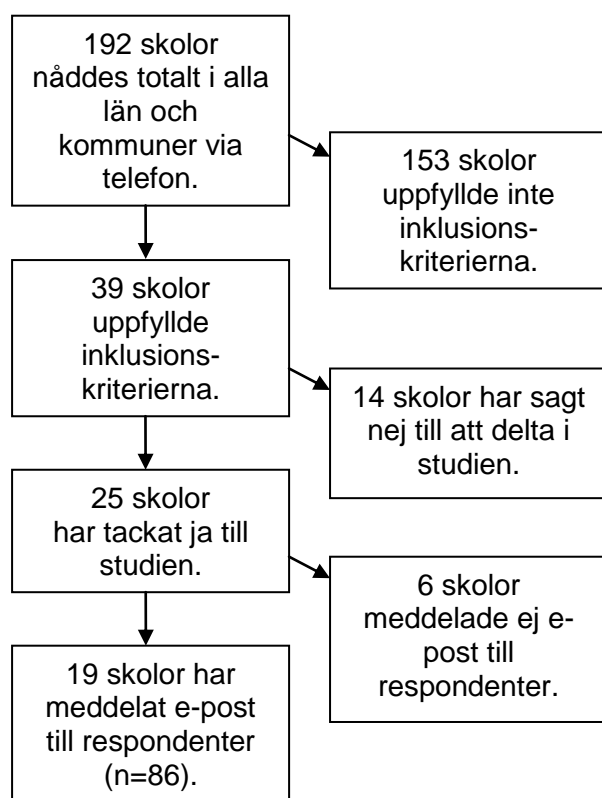 192 skolor
nåddes totalt i alla
län och
kommuner via
telefon.
153 skolor
uppfyllde inte
inklusions-
kriterierna.
39 skolor
uppfyllde
inklusions-
kriterierna.
14 skolor har sagt
nej till att delta i
studien.
25 skolor
har tackat ja till
studien.
6 skolor
meddelade ej e-
post till
respondenter.
19 skolor har
meddelat e-post
till respondenter
(n=86).